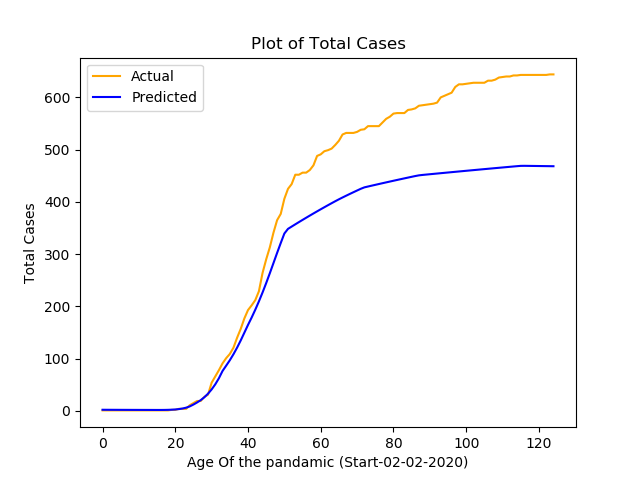 Plot of Total Cases
Actual
Predicted
600
500
400
300
200
100
0
Total Cases
0 20 40 60 80 100 120
Age Of the pandamic (Start-02-02-2020)